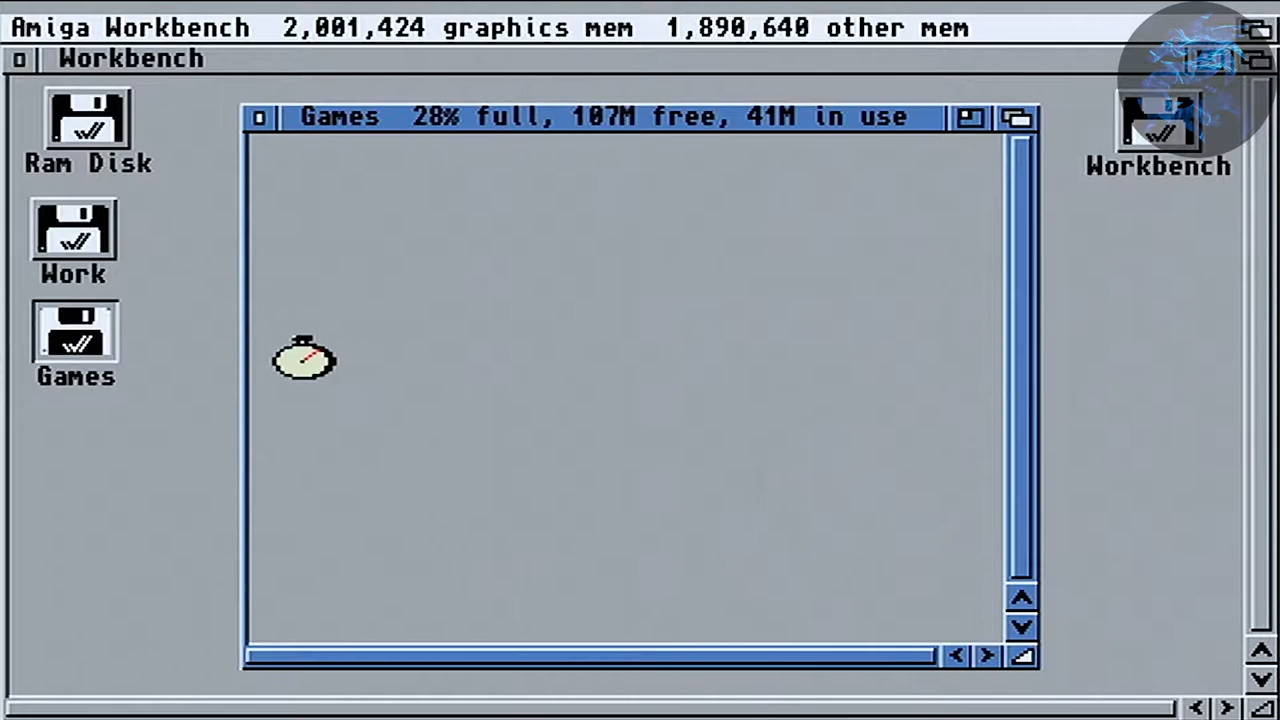 Amiga Workbench 2,001,424 graphics mem 1,890,640 other mem
Workbench
Games 28% full, 107M free, 41M in use
Ram Disk
Workbench
Work
Games